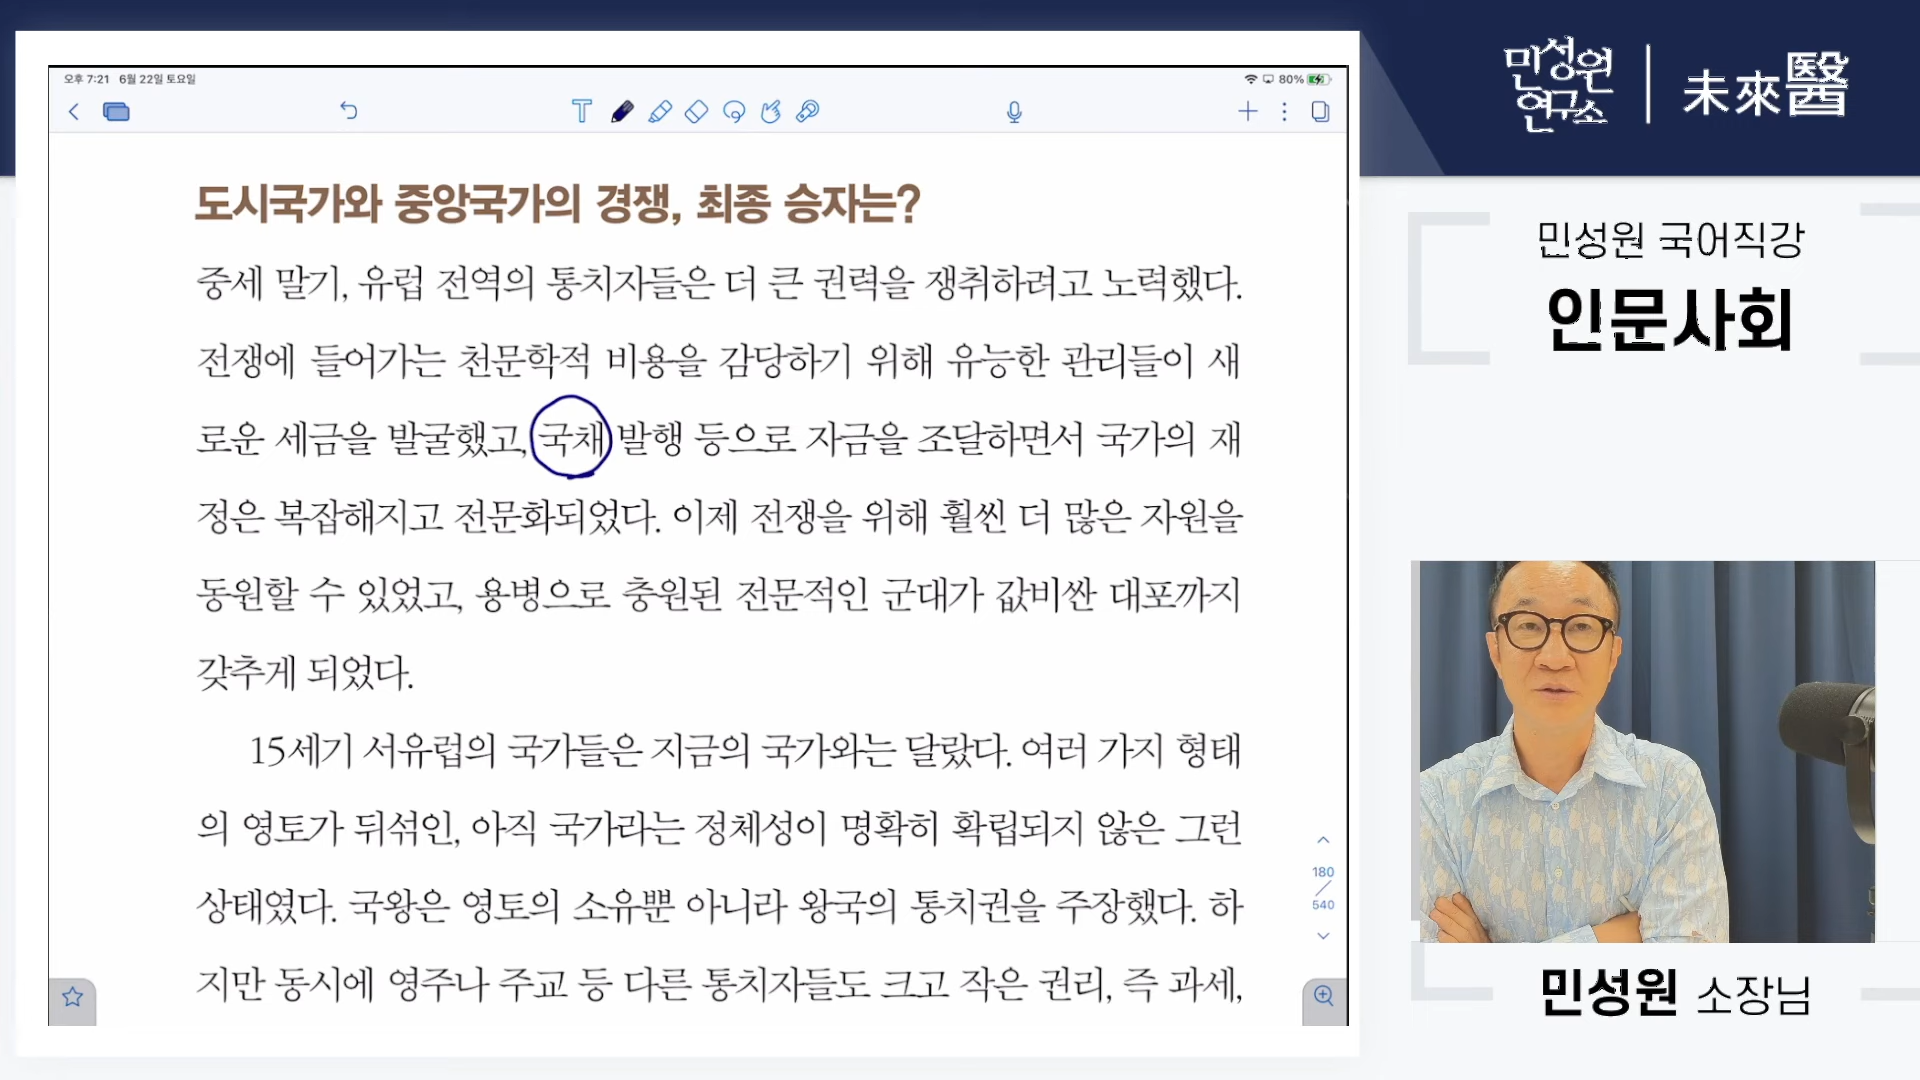 오후 7:21 6월 22일 토요일
80%
도시국가와 중앙국가의 경쟁, 최종 승자는?
중세 말기, 유럽 전역의 통치자들은 더 큰 권력을 쟁취하려고 노력했다.
전쟁에 들어가는 천문학적 비용을 감당하기 위해 유능한 관리들이 새
로운 세금을 발굴했고, 국채 발행 등으로 자금을 조달하면서 국가의 재
정은 복잡해지고 전문화되었다. 이제 전쟁을 위해 훨씬 더 많은 자원을
동원할 수 있었고, 용병으로 충원된 전문적인 군대가 값비싼 대포까지
갖추게 되었다.
15세기 서유럽의 국가들은 지금의 국가와는 달랐다. 여러 가지 형태
의 영토가 뒤섞인, 아직 국가라는 정체성이 명확히 확립되지 않은 그런
상태였다. 국왕은 영토의 소유뿐 아니라 왕국의 통치권을 주장했다. 하
지만 동시에 영주나 주교 등 다른 통치자들도 크고 작은 권리, 즉 과세,
180
540
민성원
연구소
未來醫
민성원 국어직강
인문사회
민성원 소장님